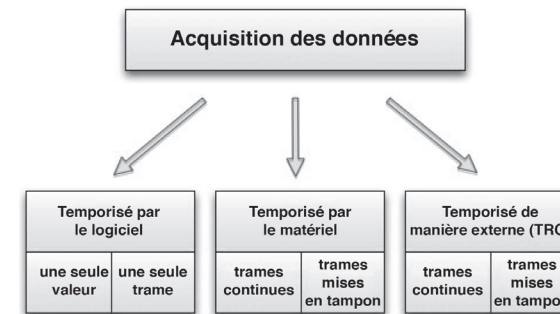 Acquisition des données
Temporisé par
le logiciel
une seule
valeur
une seule
trame
Temporisé par
le matériel
trames
continues
trames
mises
en tampon
Temporisé de
manière externe (TRC
trames
continues
trames
mises
en tampo